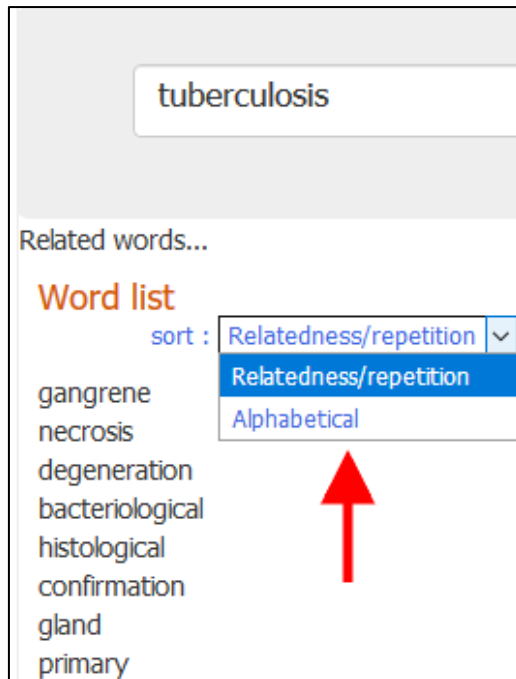 tuberculosis
Related words...
Word list
sort : Relatedness/repetition
Relatedness/repetition
Alphabetical
gangrene
necrosis
degeneration
bacteriological
histological
confirmation
gland
primary